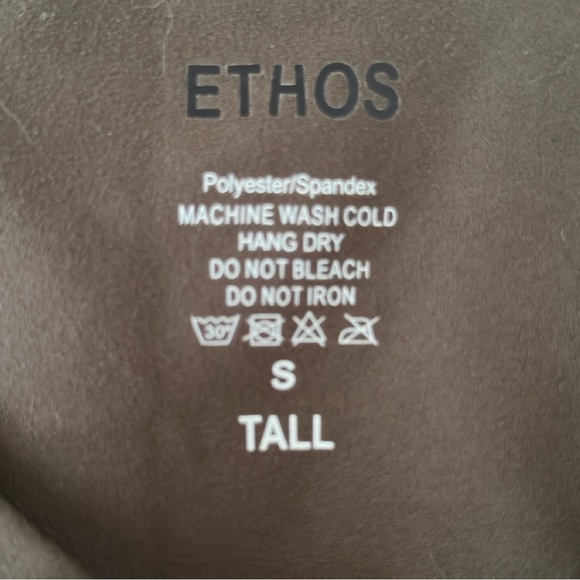 ETHOS
Polyester/Spandex
MACHINE WASH COLD
HANG DRY
DO NOT BLEACH
DO NOT IRON
30°
S
TALL